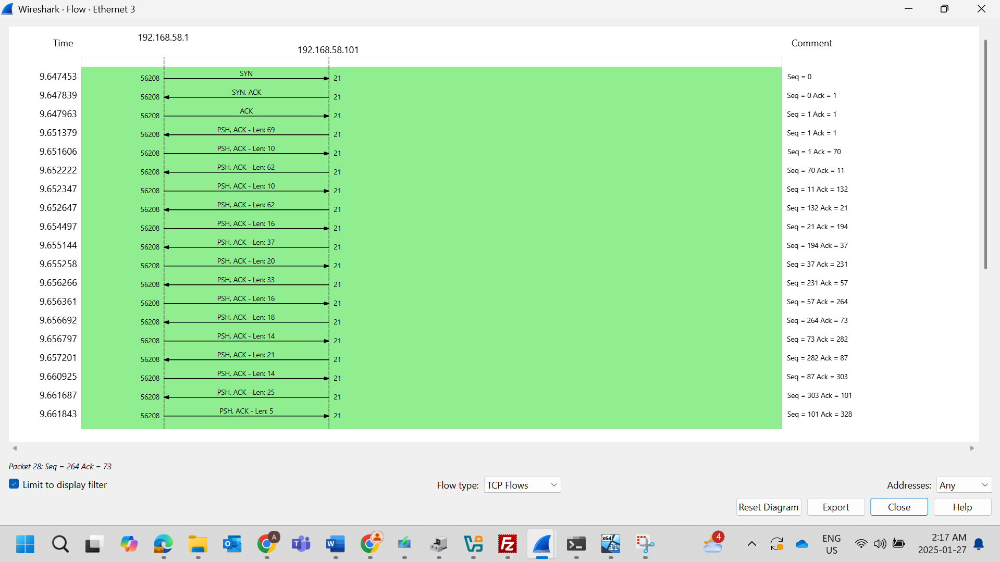 Wireshark · Flow · Ethernet 3
Time
192.168.58.1
192.168.58.101
Comment
9.647453 56208 SYN 21 Seq = 0
9.647839 56208 SYN, ACK 21 Seq = 0 Ack = 1
9.647963 56208 ACK 21 Seq = 1 Ack = 1
9.651379 56208 PSH, ACK - Len: 69 21 Seq = 1 Ack = 1
9.651606 56208 PSH, ACK - Len: 10 21 Seq = 1 Ack = 70
9.652222 56208 PSH, ACK - Len: 62 21 Seq = 70 Ack = 11
9.652347 56208 PSH, ACK - Len: 10 21 Seq = 11 Ack = 132
9.652647 56208 PSH, ACK - Len: 62 21 Seq = 132 Ack = 21
9.654497 56208 PSH, ACK - Len: 16 21 Seq = 21 Ack = 194
9.655144 56208 PSH, ACK - Len: 37 21 Seq = 194 Ack = 37
9.655258 56208 PSH, ACK - Len: 20 21 Seq = 37 Ack = 231
9.656266 56208 PSH, ACK - Len: 33 21 Seq = 231 Ack = 57
9.656361 56208 PSH, ACK - Len: 16 21 Seq = 57 Ack = 264
9.656692 56208 PSH, ACK - Len: 18 21 Seq = 264 Ack = 73
9.656797 56208 PSH, ACK - Len: 14 21 Seq = 73 Ack = 282
9.657201 56208 PSH, ACK - Len: 21 21 Seq = 282 Ack = 87
9.660925 56208 PSH, ACK - Len: 14 21 Seq = 87 Ack = 303
9.661687 56208 PSH, ACK - Len: 25 21 Seq = 303 Ack = 101
9.661843 56208 PSH, ACK - Len: 5 21 Seq = 101 Ack = 328
Packet 28: Seq = 264 Ack = 73
Limit to display filter
Flow type: TCP Flows
Addresses: Any
Reset Diagram
Export
Close
Help
A
x64
11
4
ENG
US
2:17 AM
2025-01-27